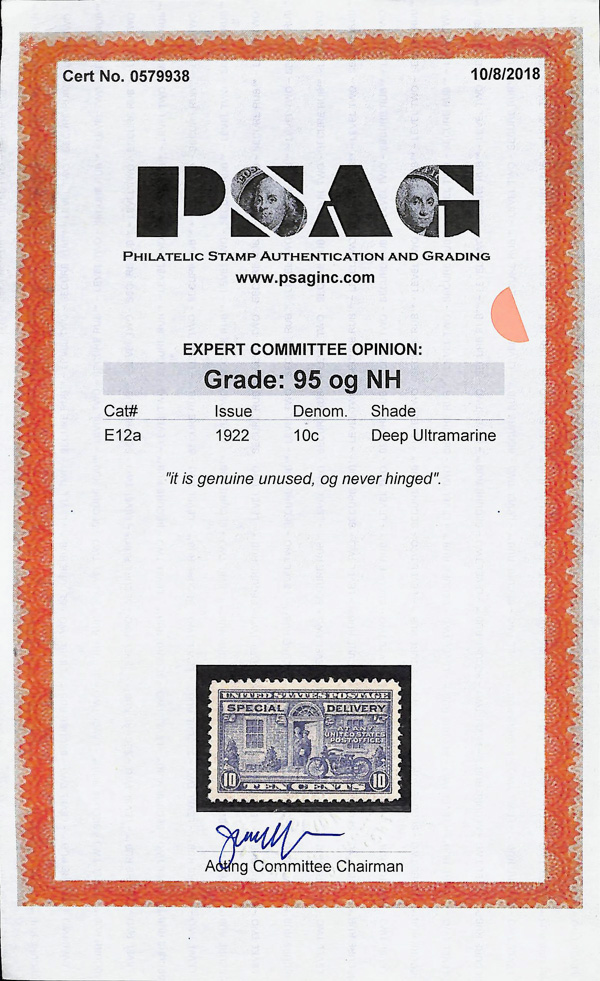 Cert No. 0579938
10/8/2018
PSAG
PHILATELIC STAMP AUTHENTICATION AND GRADING
www.psaginc.com
EXPERT COMMITTEE OPINION:
Grade: 95 og NH
Cat# Issue Denom. Shade
E12a 1922 10c Deep Ultramarine
"it is genuine unused, og never hinged".
UNITED STATES POSTAGE
SPECIAL DELIVERY
AT ANY
UNITED STATES
POST OFFICE
10 TEN CENTS 10
Acting Committee Chairman